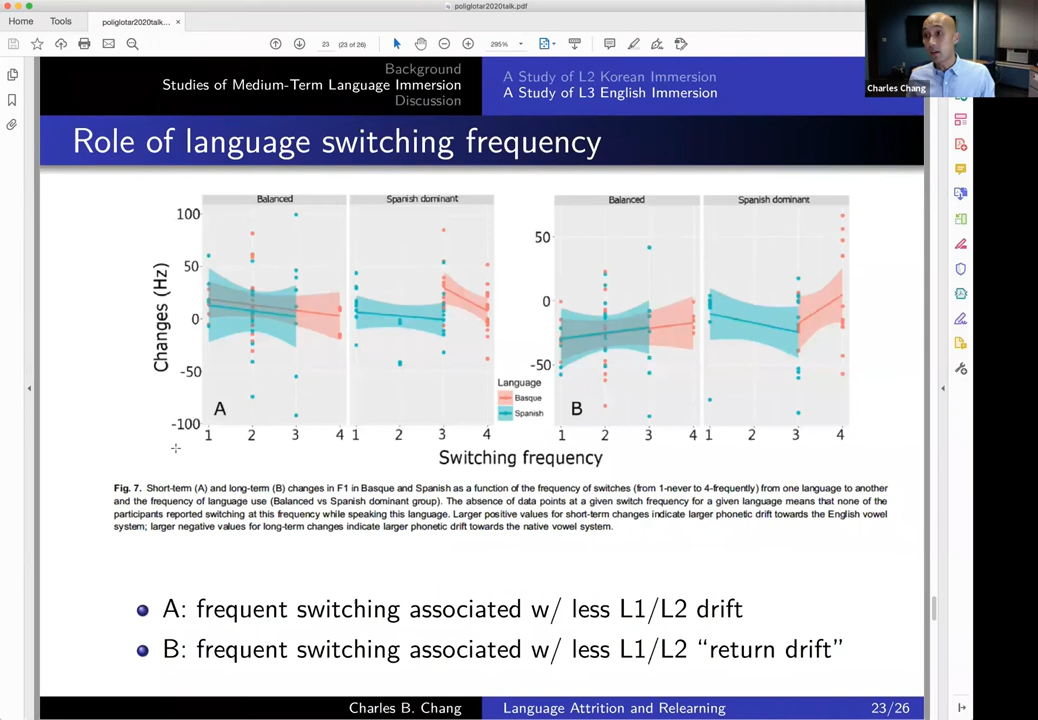 poliglotar2020talk.pdf
Home
Tools
poliglotar2020talk... ×
23
(23 of 26)
295%
Charles Chang
Background
Studies of Medium-Term Language Immersion
Discussion
A Study of L2 Korean Immersion
A Study of L3 English Immersion
Role of language switching frequency
Balanced
Spanish dominant
Balanced
Spanish dominant
Changes (Hz)
100
50
0
-50
-100
50
0
-50
A
B
Language
Basque
Spanish
1 2 3 4 1 2 3 4
1 2 3 4 1 2 3 4
Switching frequency
Fig. 7. Short-term (A) and long-term (B) changes in F1 in Basque and Spanish as a function of the frequency of switches (from 1-never to 4-frequently) from one language to another
and the frequency of language use (Balanced vs Spanish dominant group). The absence of data points at a given switch frequency for a given language means that none of the
participants reported switching at this frequency while speaking this language. Larger positive values for short-term changes indicate larger phonetic drift towards the English vowel
system; larger negative values for long-term changes indicate larger phonetic drift towards the native vowel system.
A: frequent switching associated w/ less L1/L2 drift
B: frequent switching associated w/ less L1/L2 “return drift”
Charles B. Chang
Language Attrition and Relearning
23/26